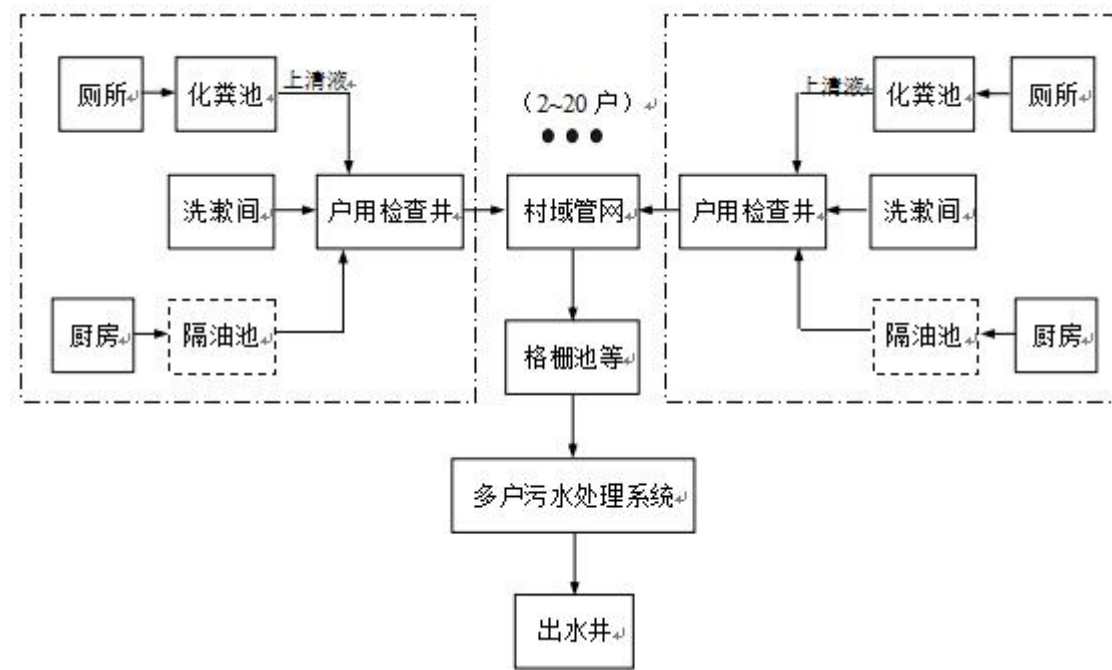 厕所
化粪池
上清液
(2~20 户)
上清液
化粪池
厕所
洗漱间
户用检查井
村域管网
户用检查井
洗漱间
厨房
隔油池
格栅池等
隔油池
厨房
多户污水处理系统
出水井